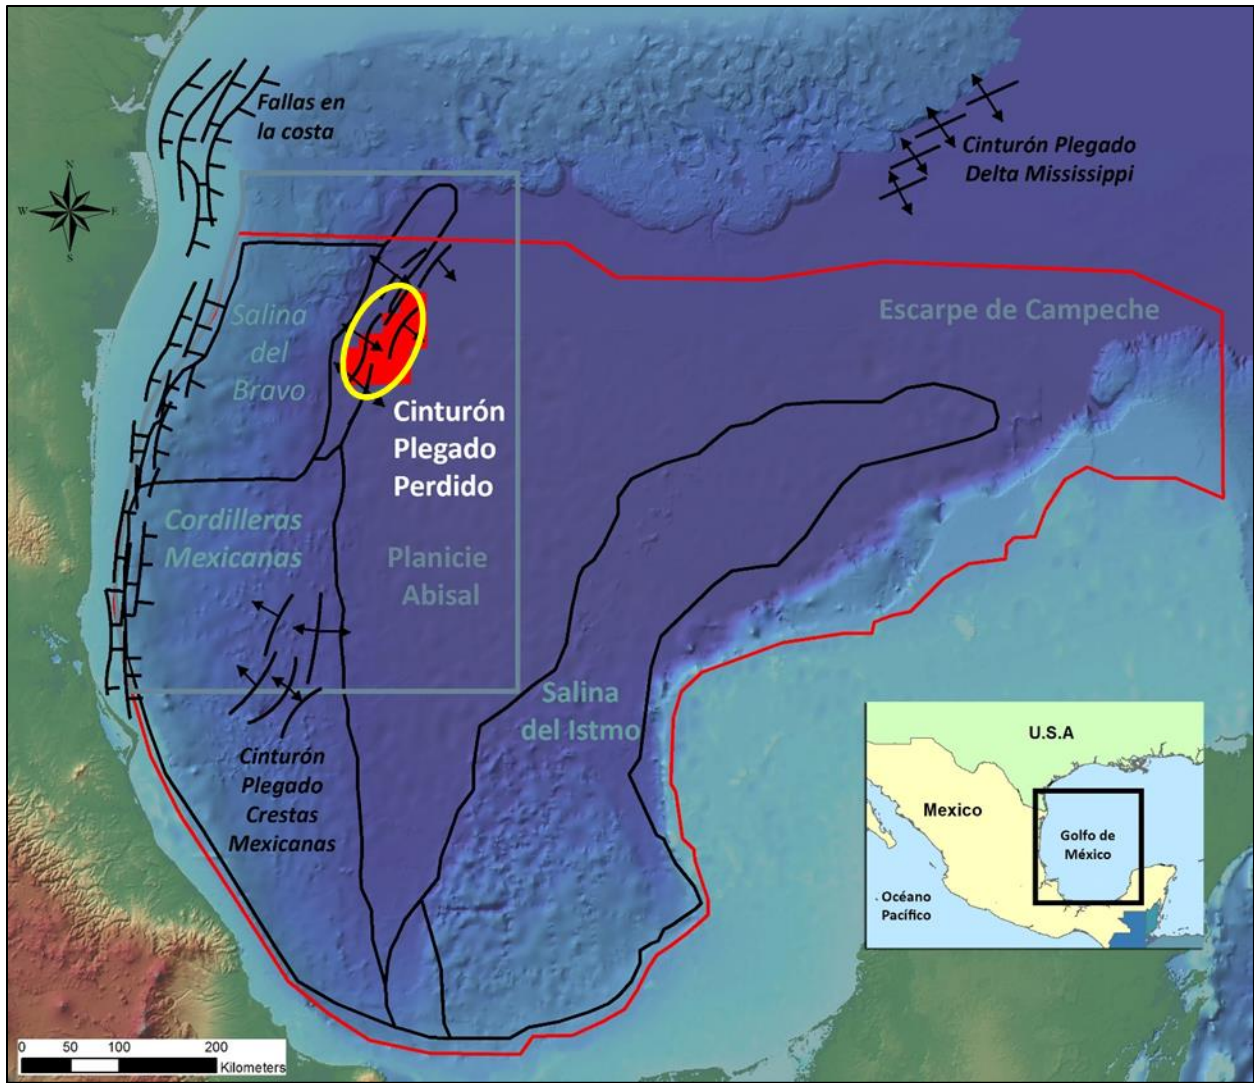 Fallas en
la costa
Cinturón Plegado
Delta Mississippi
N
W
E
S
Salina
del
Bravo
Escarpe de Campeche
Cinturón
Plegado
Perdido
Cordilleras
Mexicanas
Planicie
Abisal
Salina
del Istmo
Cinturón
Plegado
Crestas
Mexicanas
U.S.A
Mexico
Golfo de
México
Océano
Pacífico
0 50 100 200
Kilometers